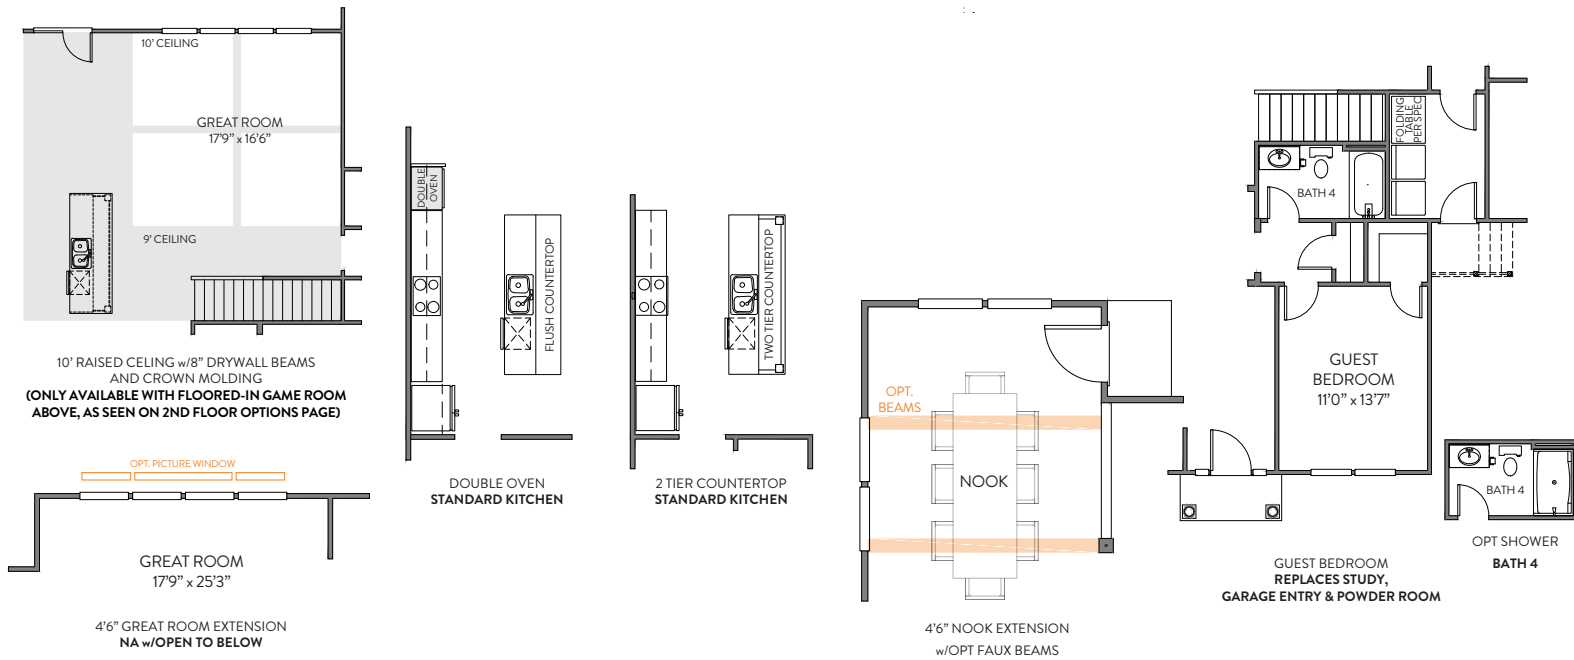 10' CEILING
GREAT ROOM
17'9" x 16'6"
9' CEILING
10' RAISED CELING w/8" DRYWALL BEAMS
AND CROWN MOLDING
(ONLY AVAILABLE WITH FLOORED-IN GAME ROOM
ABOVE, AS SEEN ON 2ND FLOOR OPTIONS PAGE)
OPT. PICTURE WINDOW
GREAT ROOM
17'9" x 25'3"
4'6" GREAT ROOM EXTENSION
NA w/OPEN TO BELOW
DOUBLE
OVEN
FLUSH COUNTERTOP
DOUBLE OVEN
STANDARD KITCHEN
TWO TIER COUNTERTOP
2 TIER COUNTERTOP
STANDARD KITCHEN
OPT.
BEAMS
NOOK
4'6" NOOK EXTENSION
w/OPT FAUX BEAMS
FOLDING
TABLE
PER SPEC
BATH 4
GUEST
BEDROOM
11'0" x 13'7"
GUEST BEDROOM
REPLACES STUDY,
GARAGE ENTRY & POWDER ROOM
BATH 4
OPT SHOWER
BATH 4